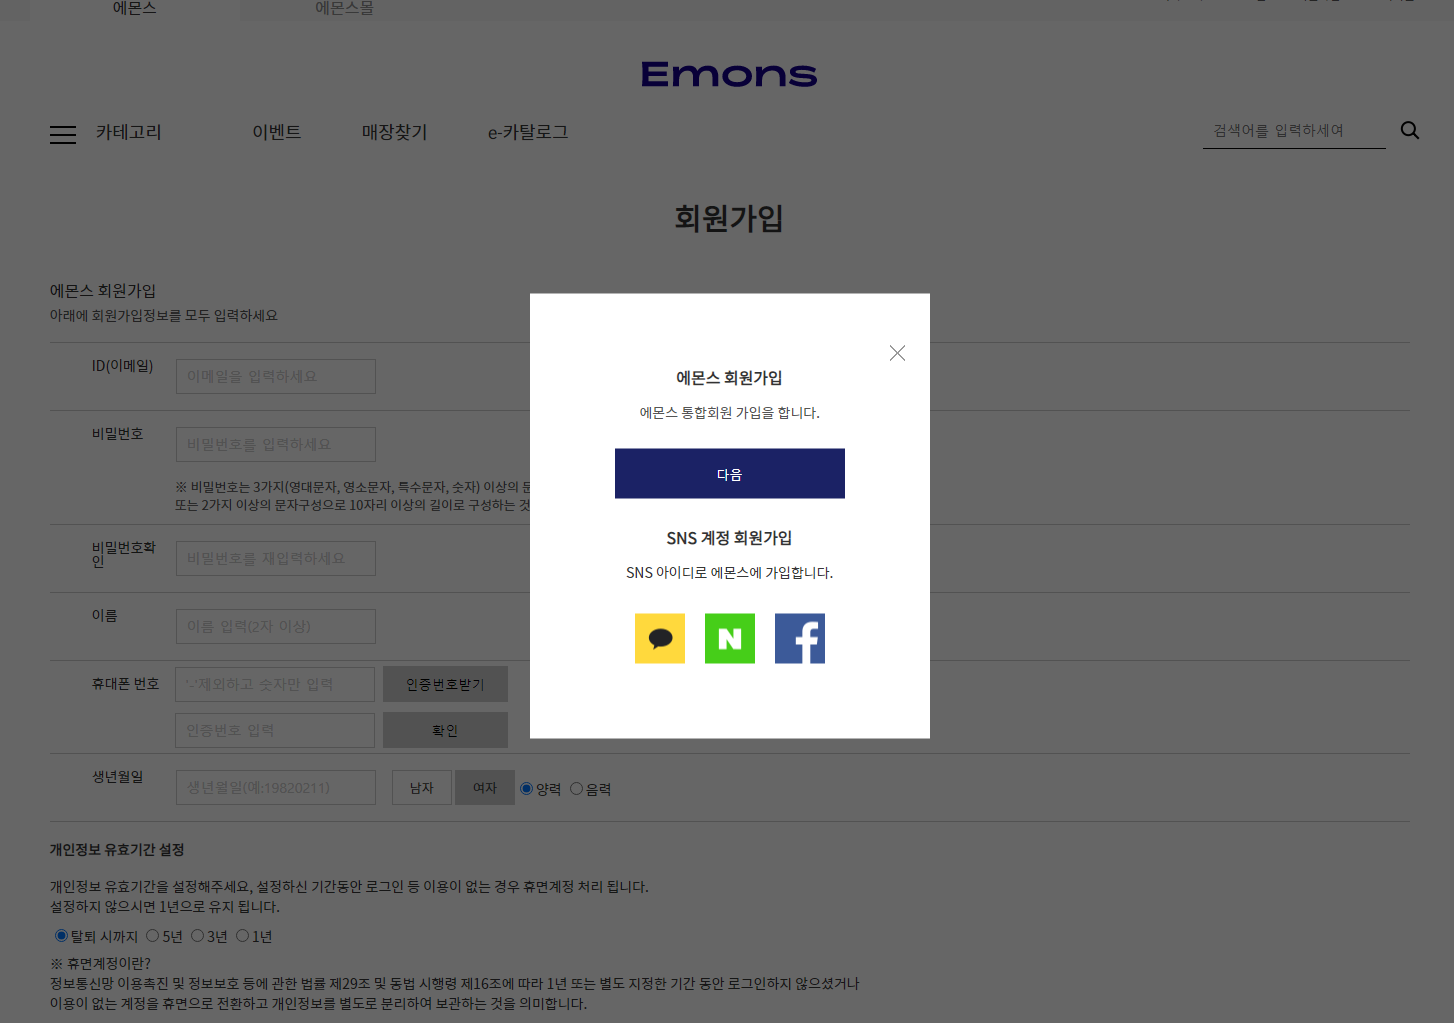 에몬스
에몬스몰
Emons
카테고리
이벤트
매장찾기
e-카탈로그
검색어를 입력하세여
회원가입
에몬스 회원가입
아래에 회원가입정보를 모두 입력하세요
ID(이메일)
이메일을 입력하세요
비밀번호
비밀번호를 입력하세요
※ 비밀번호는 3가지(영대문자, 영소문자, 특수문자, 숫자) 이상의
또는 2가지 이상의 문자구성으로 10자리 이상의 길이로 구성하는 것
비밀번호확
인
비밀번호를 재입력하세요
이름
이름 입력(2자 이상)
휴대폰 번호
'-'제외하고 숫자만 입력
인증번호받기
인증번호 입력
확인
생년월일
생년월일(예:19820211)
남자
여자
양력
음력
에몬스 회원가입
에몬스 통합회원 가입을 합니다.
다음
SNS 계정 회원가입
SNS 아이디로 에몬스에 가입합니다.
N
f
개인정보 유효기간 설정
개인정보 유효기간을 설정해주세요, 설정하신 기간동안 로그인 등 이용이 없는 경우 휴면계정 처리 됩니다.
설정하지 않으시면 1년으로 유지 됩니다.
탈퇴 시까지
5년
3년
1년
※ 휴면계정이란?
정보통신망 이용촉진 및 정보보호 등에 관한 법률 제29조 및 동법 시행령 제16조에 따라 1년 또는 별도 지정한 기간 동안 로그인하지 않으셨거나
이용이 없는 계정을 휴면으로 전환하고 개인정보를 별도로 분리하여 보관하는 것을 의미합니다.